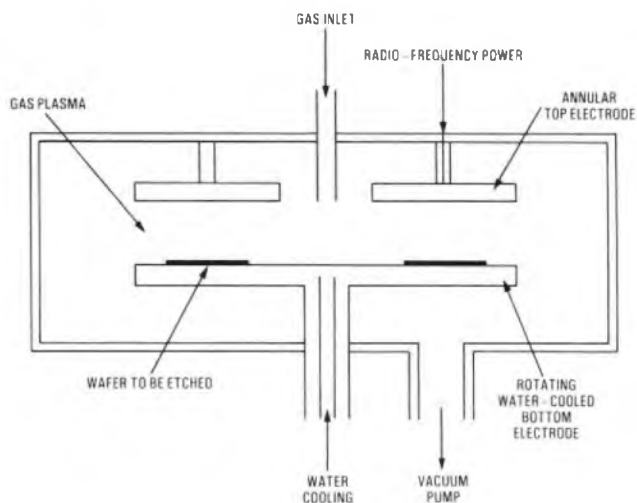 GAS INLET
RADIO-FREQUENCY POWER
GAS PLASMA
ANNULAR
TOP ELECTRODE
WAFER TO BE ETCHED
ROTATING
WATER-COOLED
BOTTOM
ELECTRODE
WATER
COOLING
VACUUM
PUMP